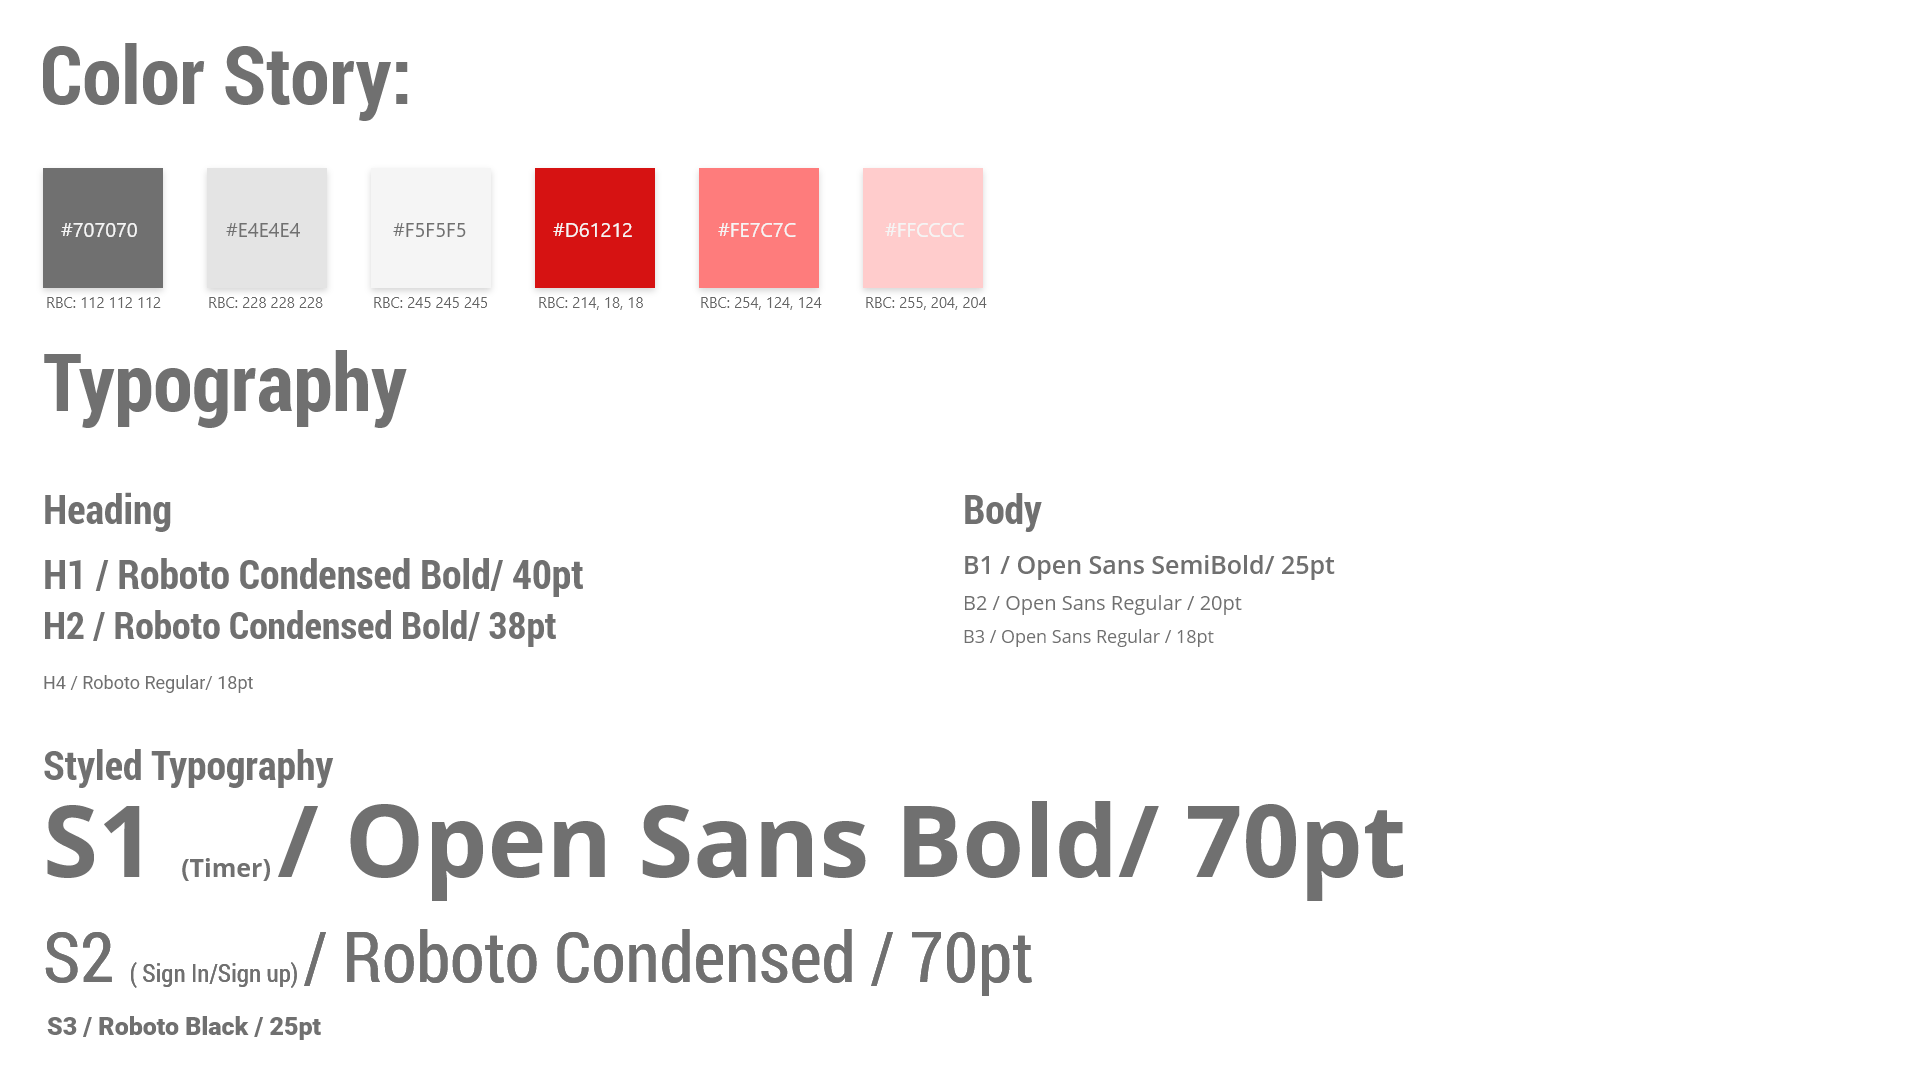 Color Story:
#707070 #E4E4E4 #F5F5F5 #D61212 #FE7C7C #FFCCCC
RBC: 112 112 112 RBC: 228 228 228 RBC: 245 245 245 RBC: 214, 18, 18 RBC: 254, 124, 124 RBC: 255, 204, 204
Typography
Heading
H1 / Roboto Condensed Bold/ 40pt
H2 / Roboto Condensed Bold/ 38pt
H4 / Roboto Regular/ 18pt
Body
B1 / Open Sans SemiBold/ 25pt
B2 / Open Sans Regular / 20pt
B3 / Open Sans Regular / 18pt
Styled Typography
S1 (Timer) / Open Sans Bold/ 70pt
S2 ( Sign In/Sign up) / Roboto Condensed / 70pt
S3 / Roboto Black / 25pt